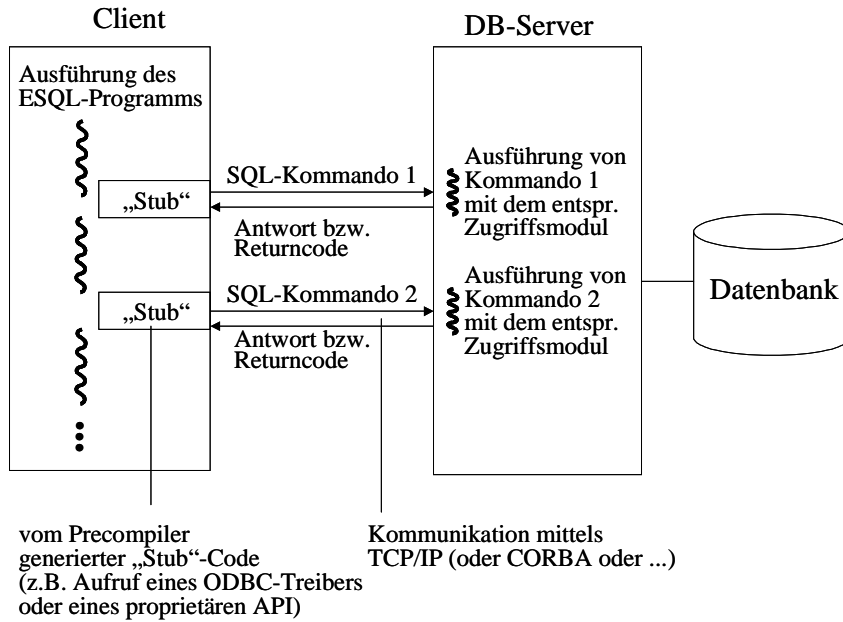 Client
DB-Server
Ausführung des
ESQL-Programms
„Stub“
SQL-Kommando 1
Antwort bzw.
Returncode
Ausführung von
Kommando 1
mit dem entspr.
Zugriffsmodul
„Stub“
SQL-Kommando 2
Antwort bzw.
Returncode
Ausführung von
Kommando 2
mit dem entspr.
Zugriffsmodul
Datenbank
vom Precompiler
generierter „Stub“-Code
(z.B. Aufruf eines ODBC-Treibers
oder eines proprietären API)
Kommunikation mittels
TCP/IP (oder CORBA oder ...)